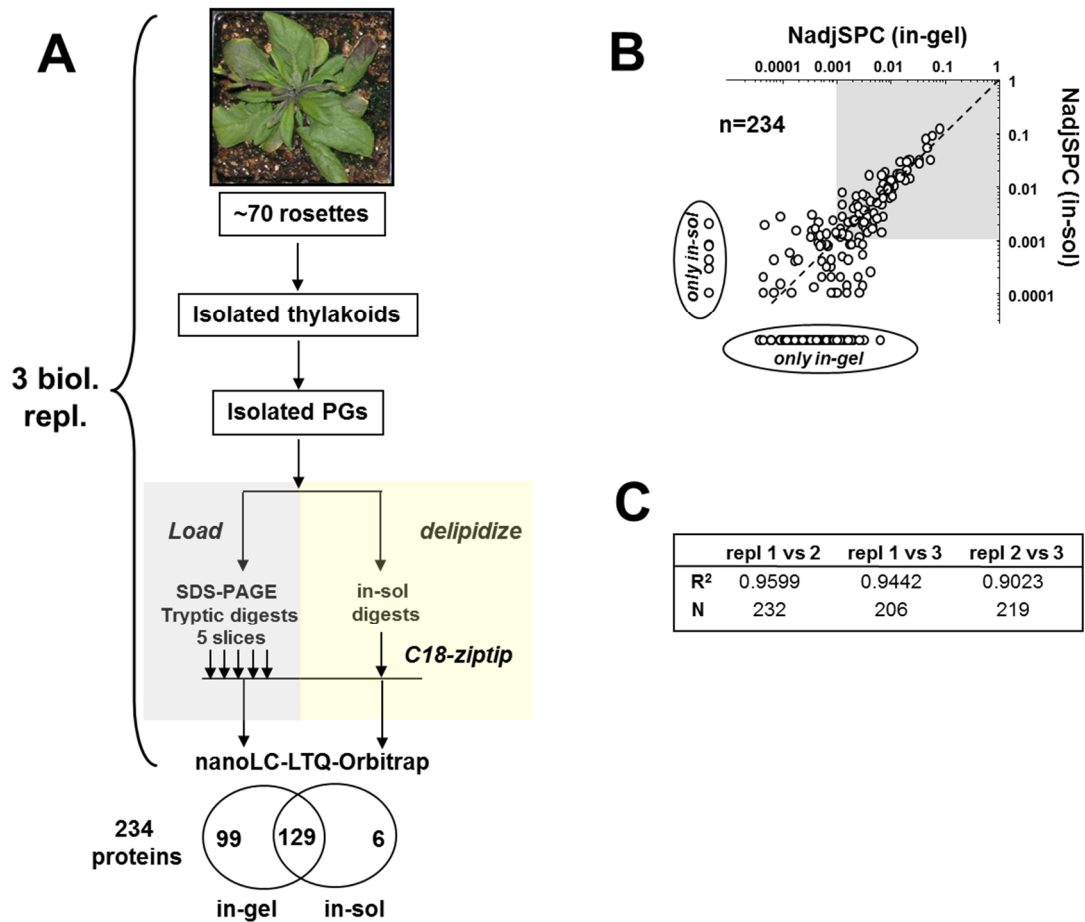 A
~70 rosettes
Isolated thylakoids
Isolated PGs
3 biol.
repl.
Load
delipidize
SDS-PAGE
Tryptic digests
5 slices
in-sol
digests
C18-ziptip
nanoLC-LTQ-Orbitrap
234
proteins
99
129
6
in-gel
in-sol
B
NadjSPC (in-gel)
0.0001 0.001 0.01 0.1 1
n=234
1
0.1
0.01
0.001
0.0001
NadjSPC (in-sol)
only in-sol
only in-gel
C
repl 1 vs 2 repl 1 vs 3 repl 2 vs 3
R² 0.9599 0.9442 0.9023
N 232 206 219